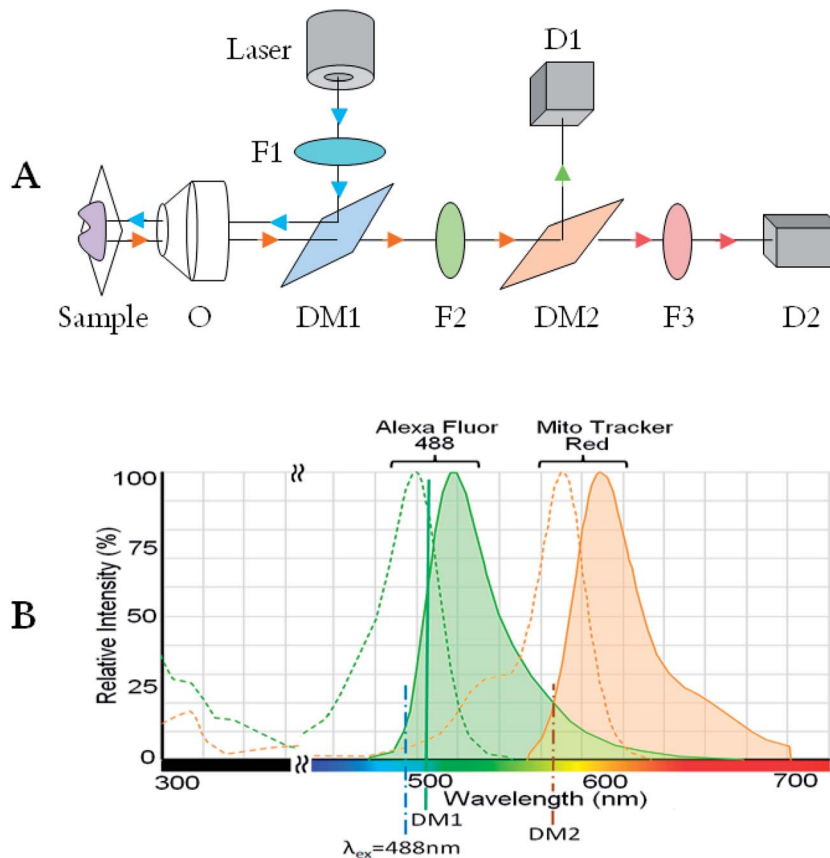 D1
Laser
F1
A
Sample O DM1 F2 DM2 F3 D2
Alexa Fluor
488
Mito Tracker
Red
B
Relative Intensity (%)
100
75
50
25
0
300 500 600 700
Wavelength (nm)
DM1
DM2
λex=488nm